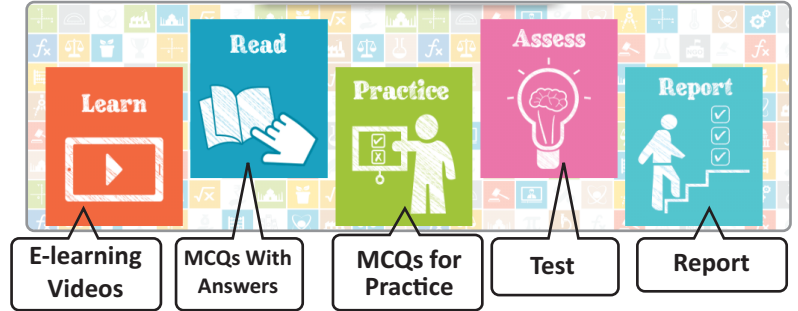 Learn
Read
Practice
Assess
Report
E-learning
Videos
MCQs With
Answers
MCQs for
Practice
Test
Report